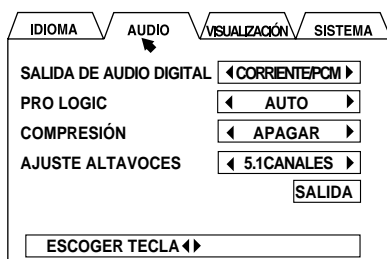 IDIOMA AUDIO VISUALIZACIÓN SISTEMA
SALIDA DE AUDIO DIGITAL CORRIENTE/PCM
PRO LOGIC AUTO
COMPRESIÓN APAGAR
AJUSTE ALTAVOCES 5.1CANALES
SALIDA
ESCOGER TECLA